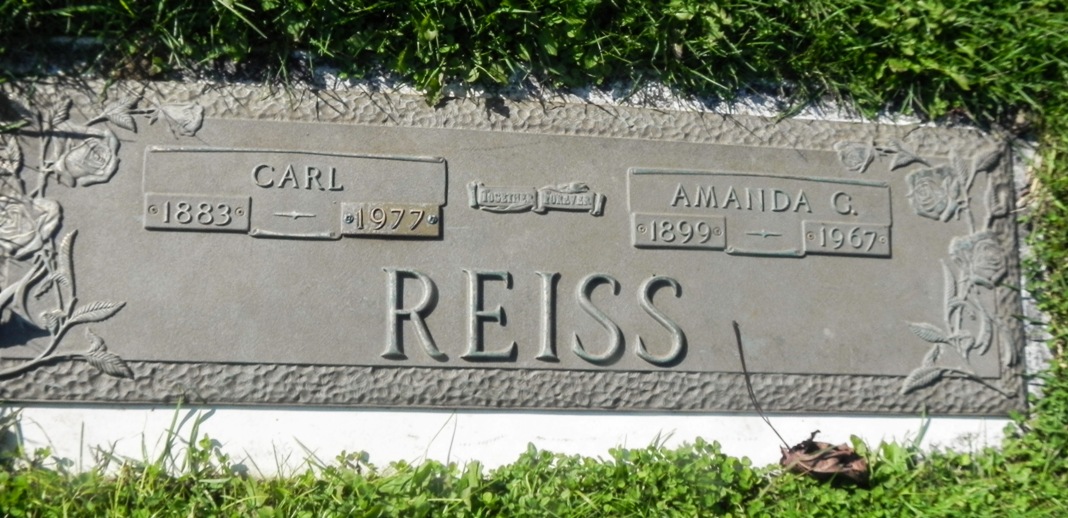 CARL
1883 1977
TOGETHER FOREVER
AMANDA G.
1899 1967
REISS